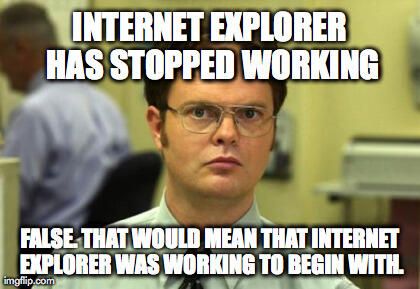 INTERNET EXPLORER
HAS STOPPED WORKING
FALSE. THAT WOULD MEAN THAT INTERNET
EXPLORER WAS WORKING TO BEGIN WITH.
imgflip.com